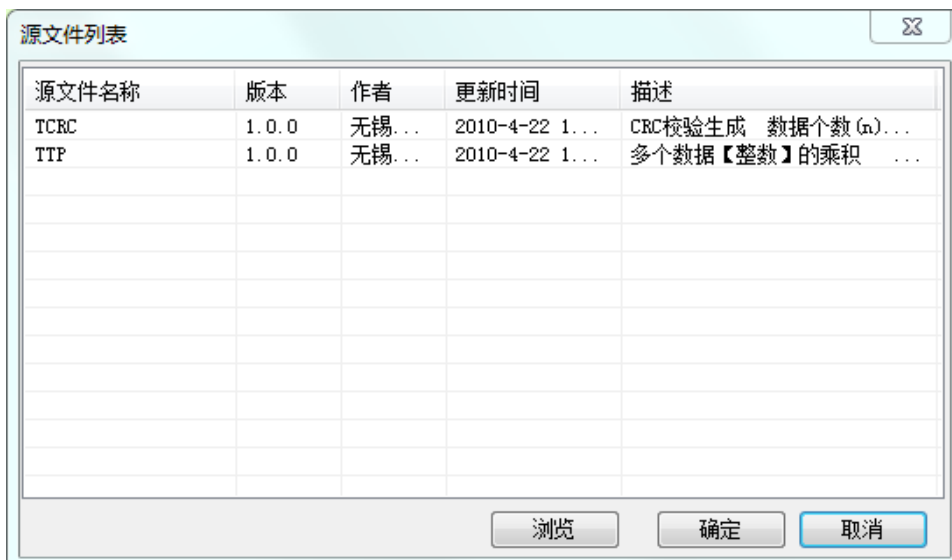 源文件列表
源文件名称 版本 作者 更新时间 描述
TCRC 1.0.0 无锡... 2010-4-22 1... CRC校验生成 数据个数(n)...
TTP 1.0.0 无锡... 2010-4-22 1... 多个数据【整数】的乘积 ...
浏览 确定 取消